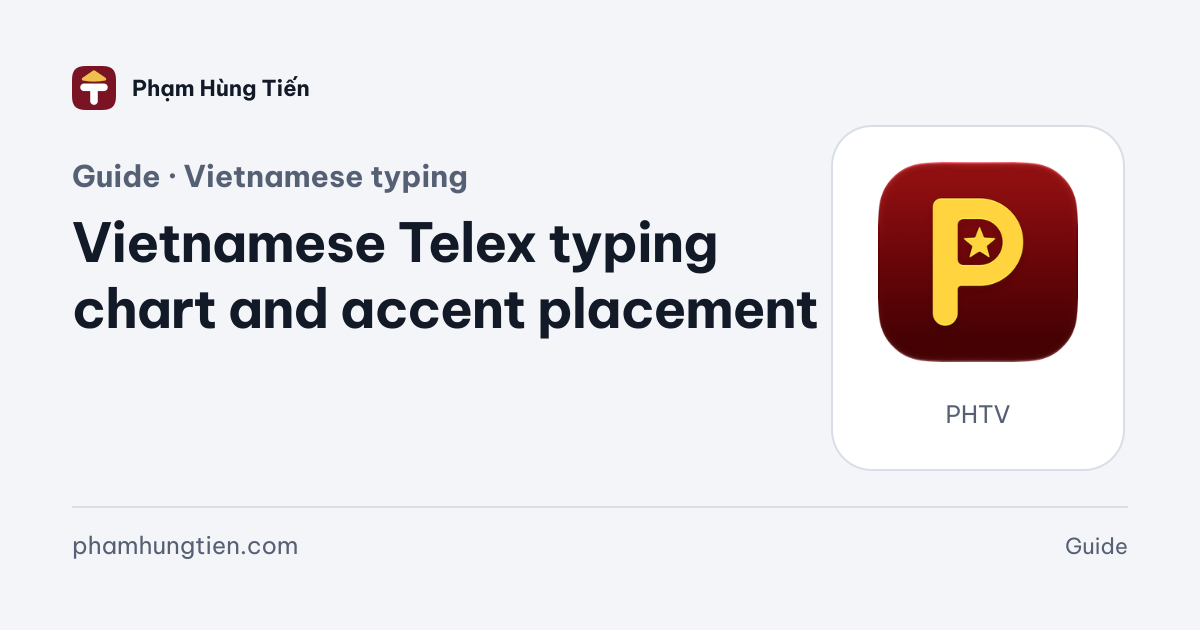 Phạm Hùng Tiến
Guide · Vietnamese typing
Vietnamese Telex typing
chart and accent placement
PHTV
phamhungtien.com
Guide